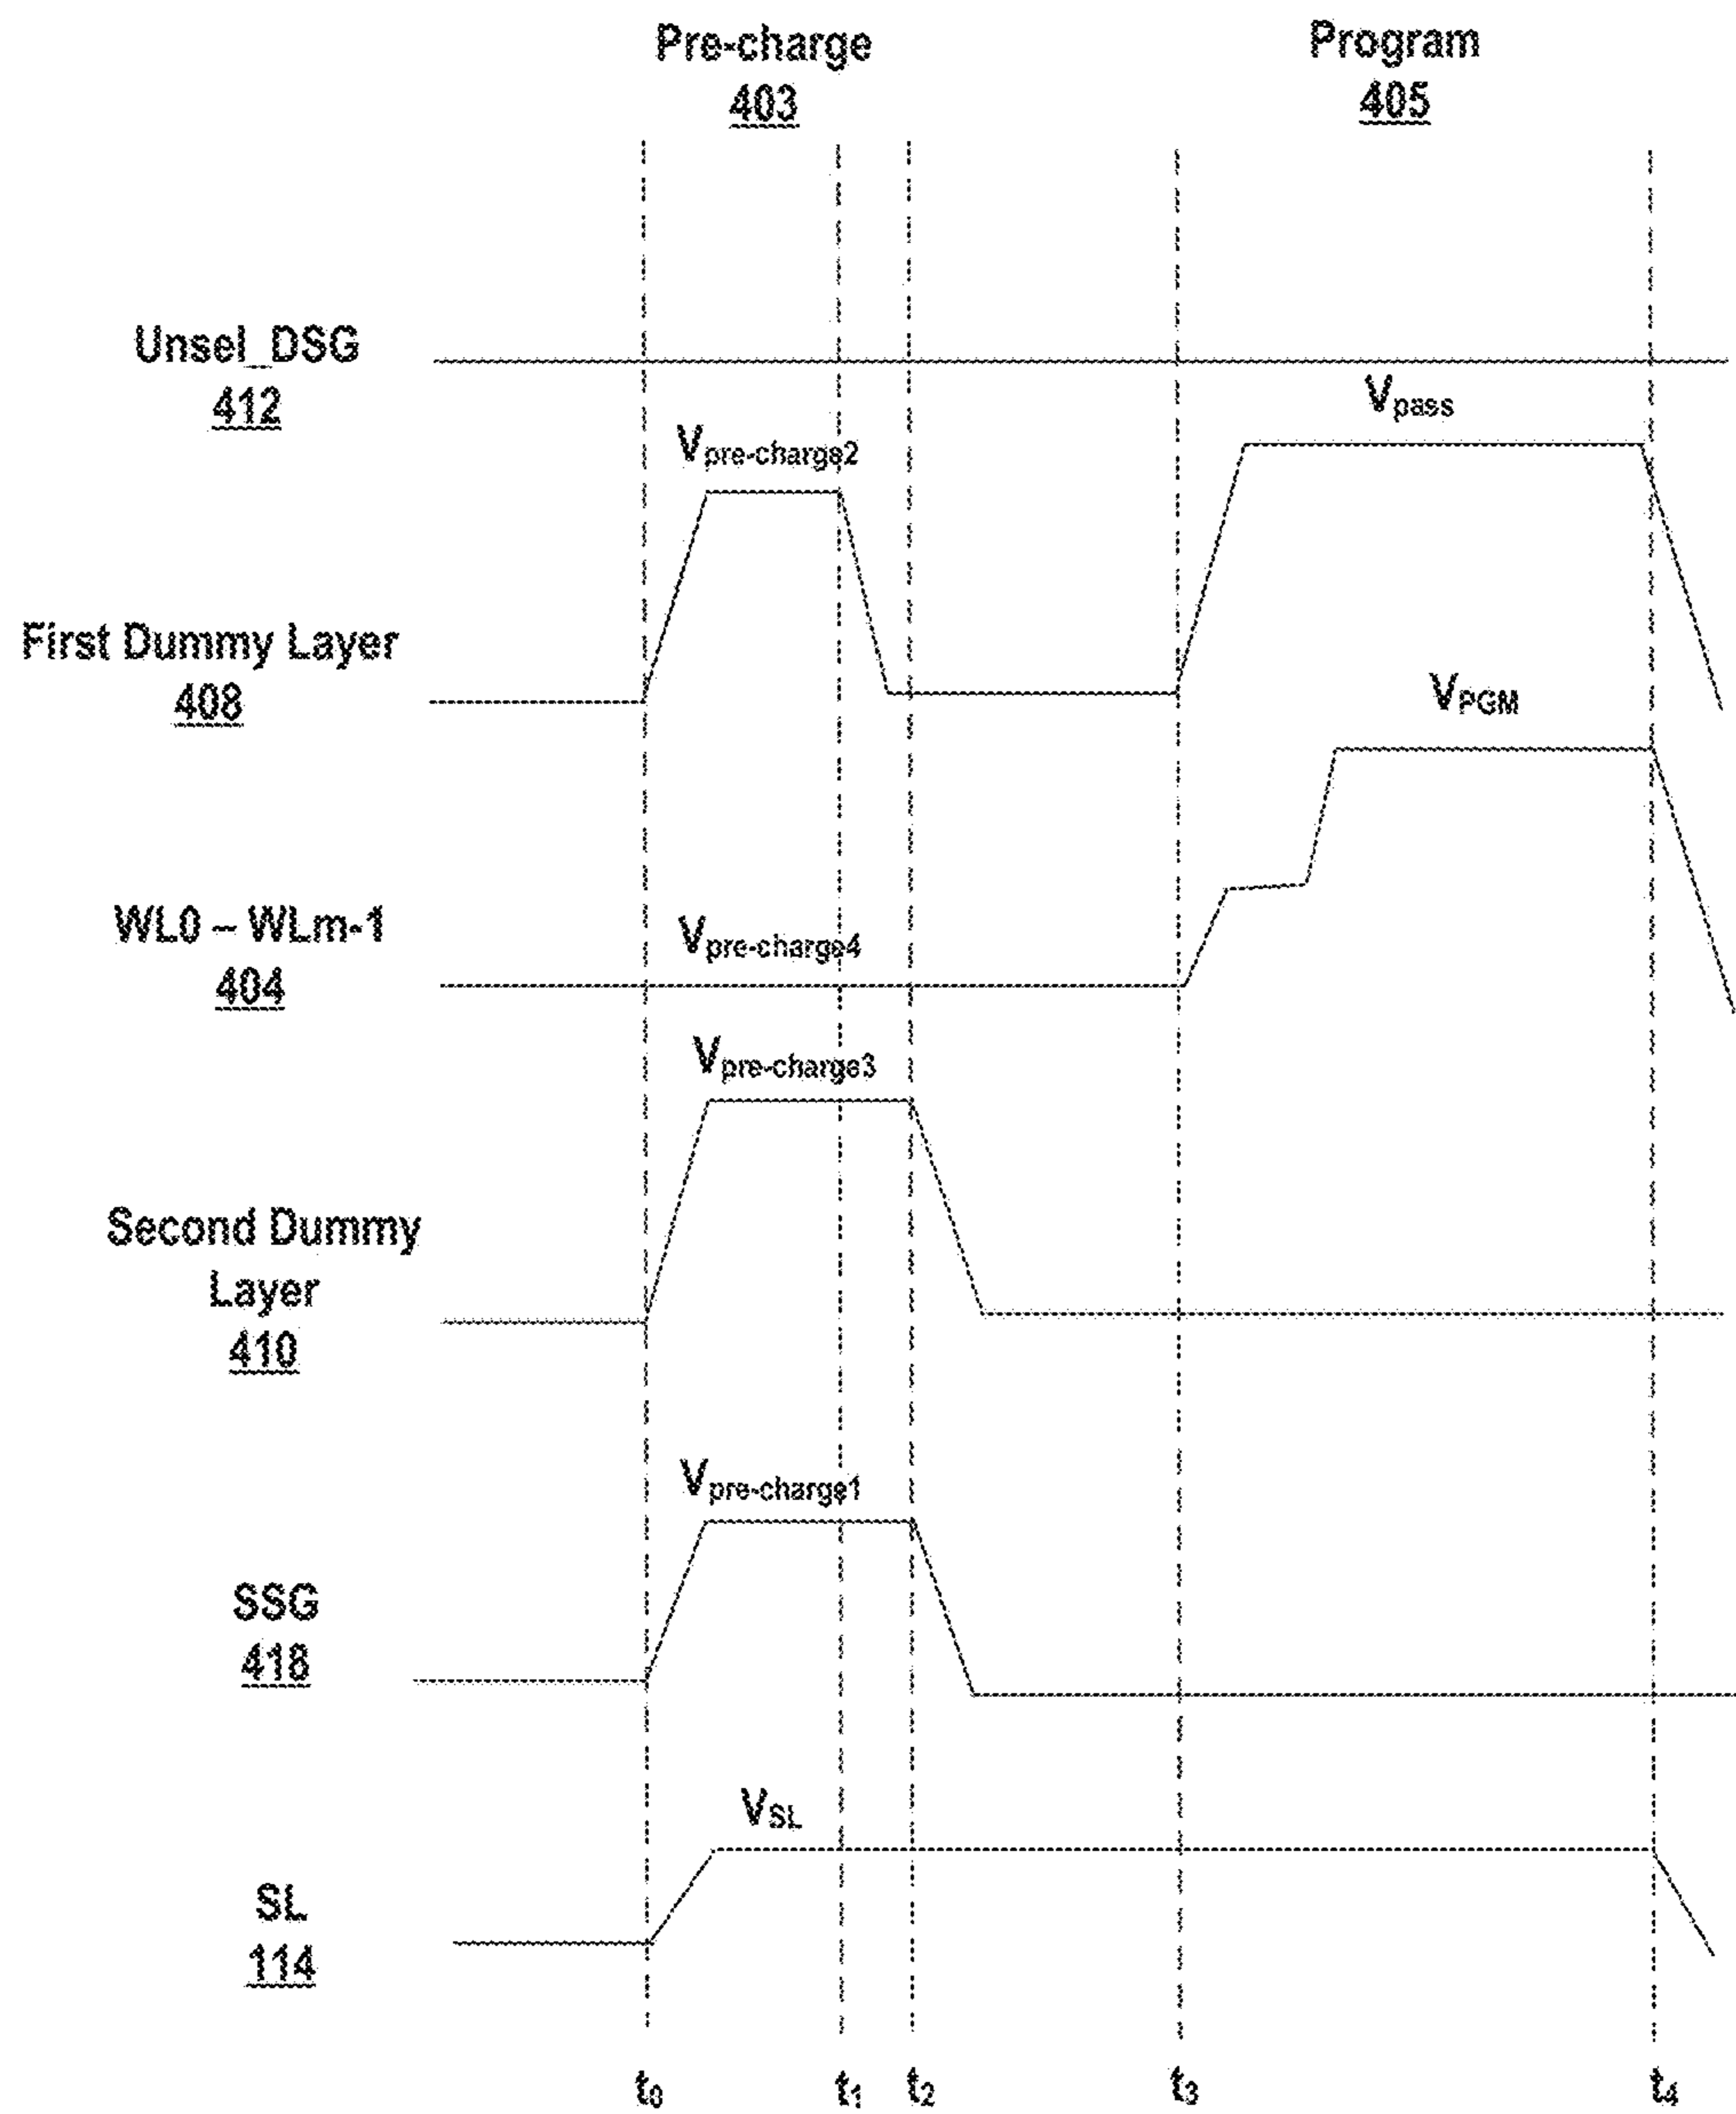 Pre-charge
403
Program
405
Unsel_DSG
412
Vpass
Vpre-charge2
First Dummy Layer
408
VPGM
WL0 – WLm-1
404
Vpre-charge4
Vpre-charge3
Second Dummy
Layer
410
Vpre-charge1
SSG
418
VSL
SL
114
t0 t1 t2 t3 t4